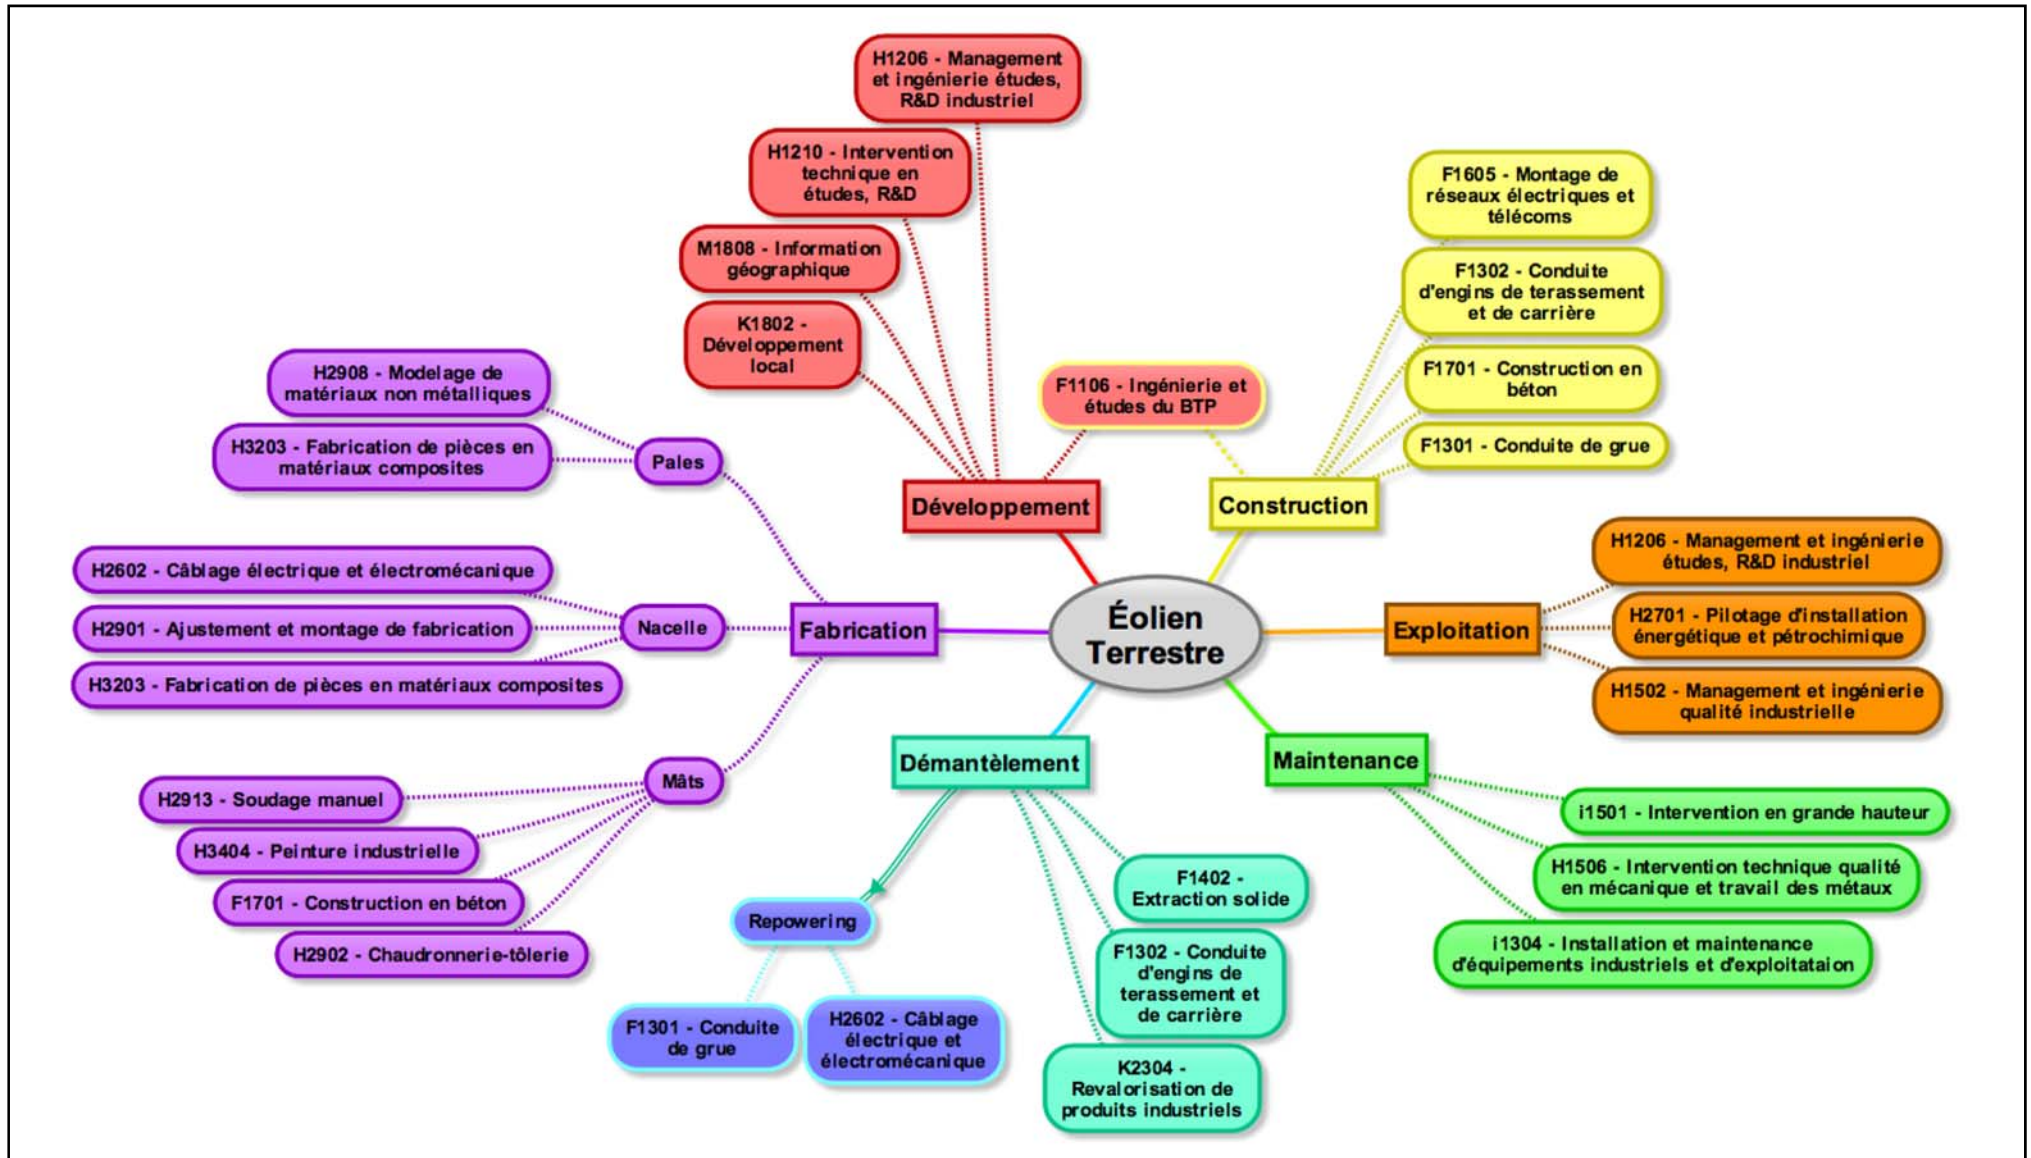 H1206 - Management
et ingénierie études,
R&D industriel
H1210 - Intervention
technique en
études, R&D
M1808 - Information
géographique
K1802 -
Développement
local
F1106 - Ingénierie et
études du BTP
Développement
F1605 - Montage de
réseaux électriques et
télécoms
F1302 - Conduite
d'engins de terassement
et de carrière
F1701 - Construction en
béton
F1301 - Conduite de grue
Construction
H2908 - Modelage de
matériaux non métalliques
H3203 - Fabrication de pièces en
matériaux composites
Pales
H2602 - Câblage électrique et électromécanique
H2901 - Ajustement et montage de fabrication
H3203 - Fabrication de pièces en matériaux composites
Nacelle
Fabrication
Éolien
Terrestre
Exploitation
H1206 - Management et ingénierie
études, R&D industriel
H2701 - Pilotage d'installation
énergétique et pétrochimique
H1502 - Management et ingénierie
qualité industrielle
Mâts
H2913 - Soudage manuel
H3404 - Peinture industrielle
F1701 - Construction en béton
H2902 - Chaudronnerie-tôlerie
Démantèlement
Repowering
F1301 - Conduite
de grue
H2602 - Câblage
électrique et
électromécanique
F1402 -
Extraction solide
F1302 - Conduite
d'engins de
terassement et
de carrière
K2304 -
Revalorisation de
produits industriels
Maintenance
i1501 - Intervention en grande hauteur
H1506 - Intervention technique qualité
en mécanique et travail des métaux
i1304 - Installation et maintenance
d'équipements industriels et d'exploitataion